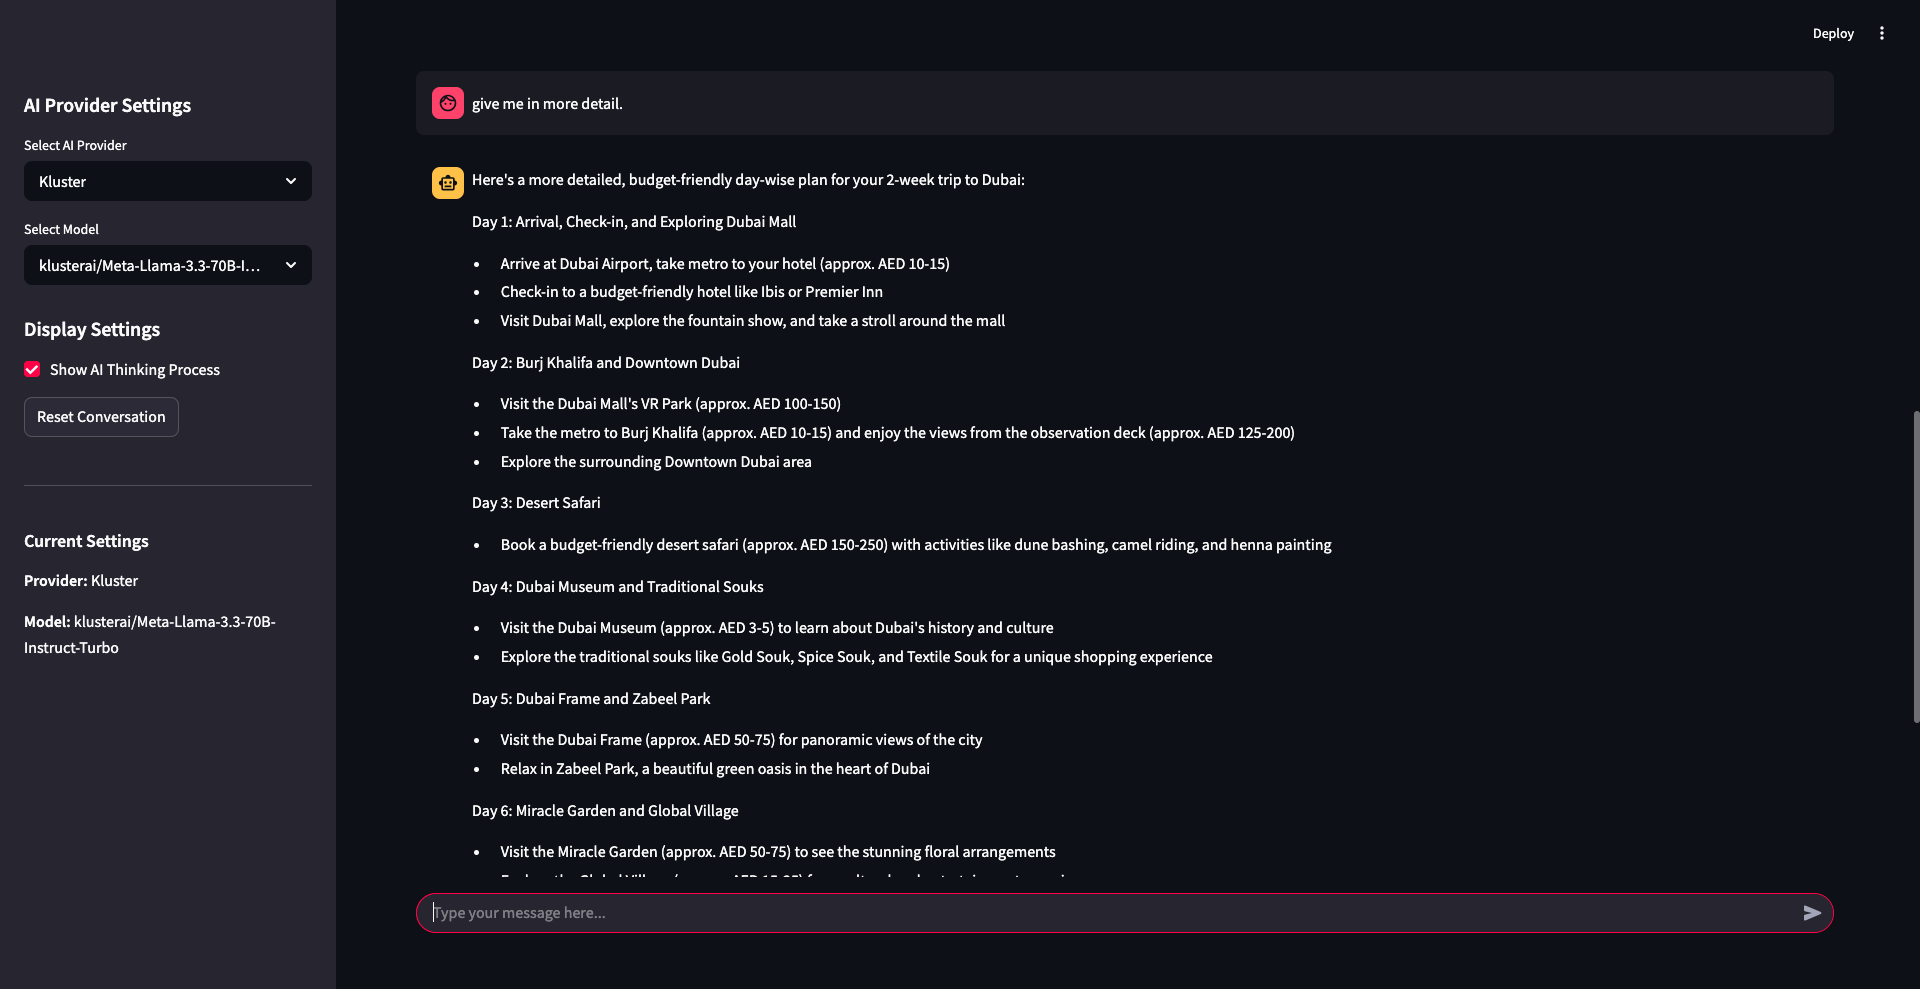 Deploy
AI Provider Settings
Select AI Provider
Kluster
Select Model
klusterai/Meta-Llama-3.3-70B-I...
Display Settings
Show AI Thinking Process
Reset Conversation
Current Settings
Provider: Kluster
Model: klusterai/Meta-Llama-3.3-70B-
Instruct-Turbo
give me in more detail.
Here's a more detailed, budget-friendly day-wise plan for your 2-week trip to Dubai:
Day 1: Arrival, Check-in, and Exploring Dubai Mall
• Arrive at Dubai Airport, take metro to your hotel (approx. AED 10-15)
• Check-in to a budget-friendly hotel like Ibis or Premier Inn
• Visit Dubai Mall, explore the fountain show, and take a stroll around the mall
Day 2: Burj Khalifa and Downtown Dubai
• Visit the Dubai Mall's VR Park (approx. AED 100-150)
• Take the metro to Burj Khalifa (approx. AED 10-15) and enjoy the views from the observation deck (approx. AED 125-200)
• Explore the surrounding Downtown Dubai area
Day 3: Desert Safari
• Book a budget-friendly desert safari (approx. AED 150-250) with activities like dune bashing, camel riding, and henna painting
Day 4: Dubai Museum and Traditional Souks
• Visit the Dubai Museum (approx. AED 3-5) to learn about Dubai's history and culture
• Explore the traditional souks like Gold Souk, Spice Souk, and Textile Souk for a unique shopping experience
Day 5: Dubai Frame and Zabeel Park
• Visit the Dubai Frame (approx. AED 50-75) for panoramic views of the city
• Relax in Zabeel Park, a beautiful green oasis in the heart of Dubai
Day 6: Miracle Garden and Global Village
• Visit the Miracle Garden (approx. AED 50-75) to see the stunning floral arrangements
Type your message here...